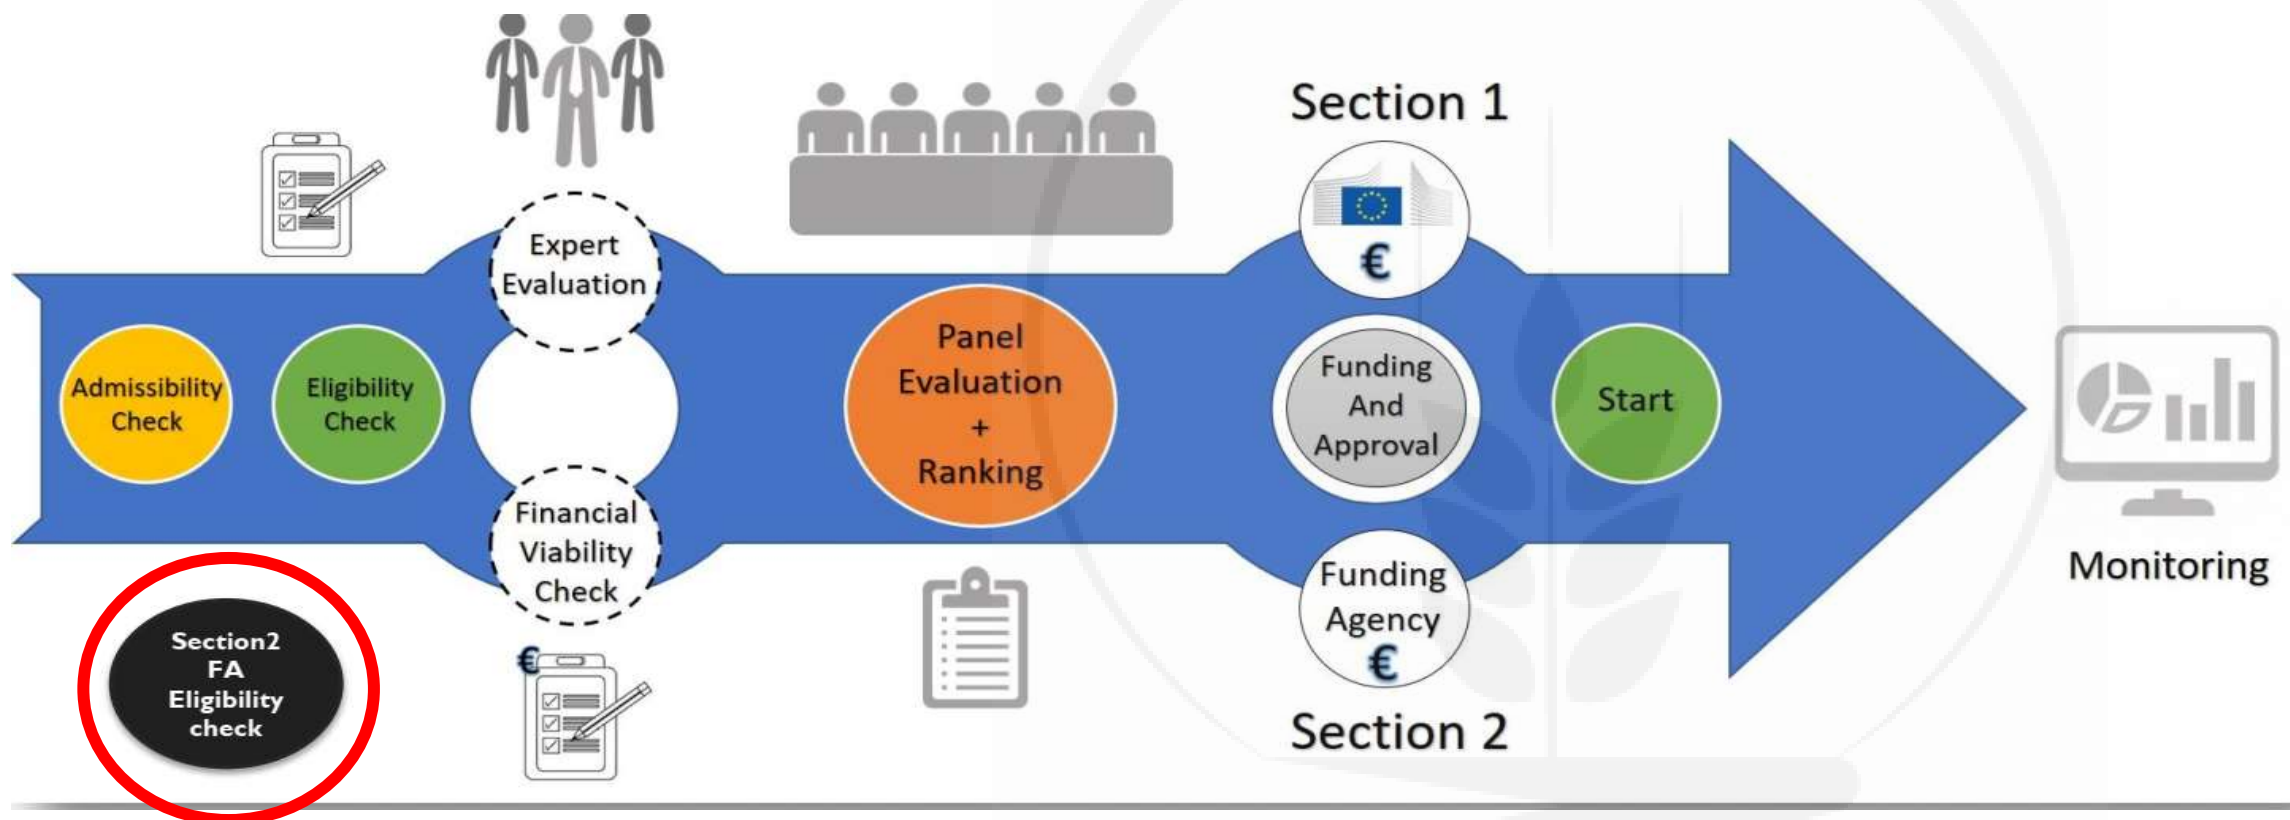 Admissibility
Check
Eligibility
Check
Section2
FA
Eligibility
check
Expert
Evaluation
Financial
Viability
Check
€
Panel
Evaluation
+
Ranking
Section 1
€
Funding
And
Approval
Funding
Agency
€
Section 2
Start
Monitoring